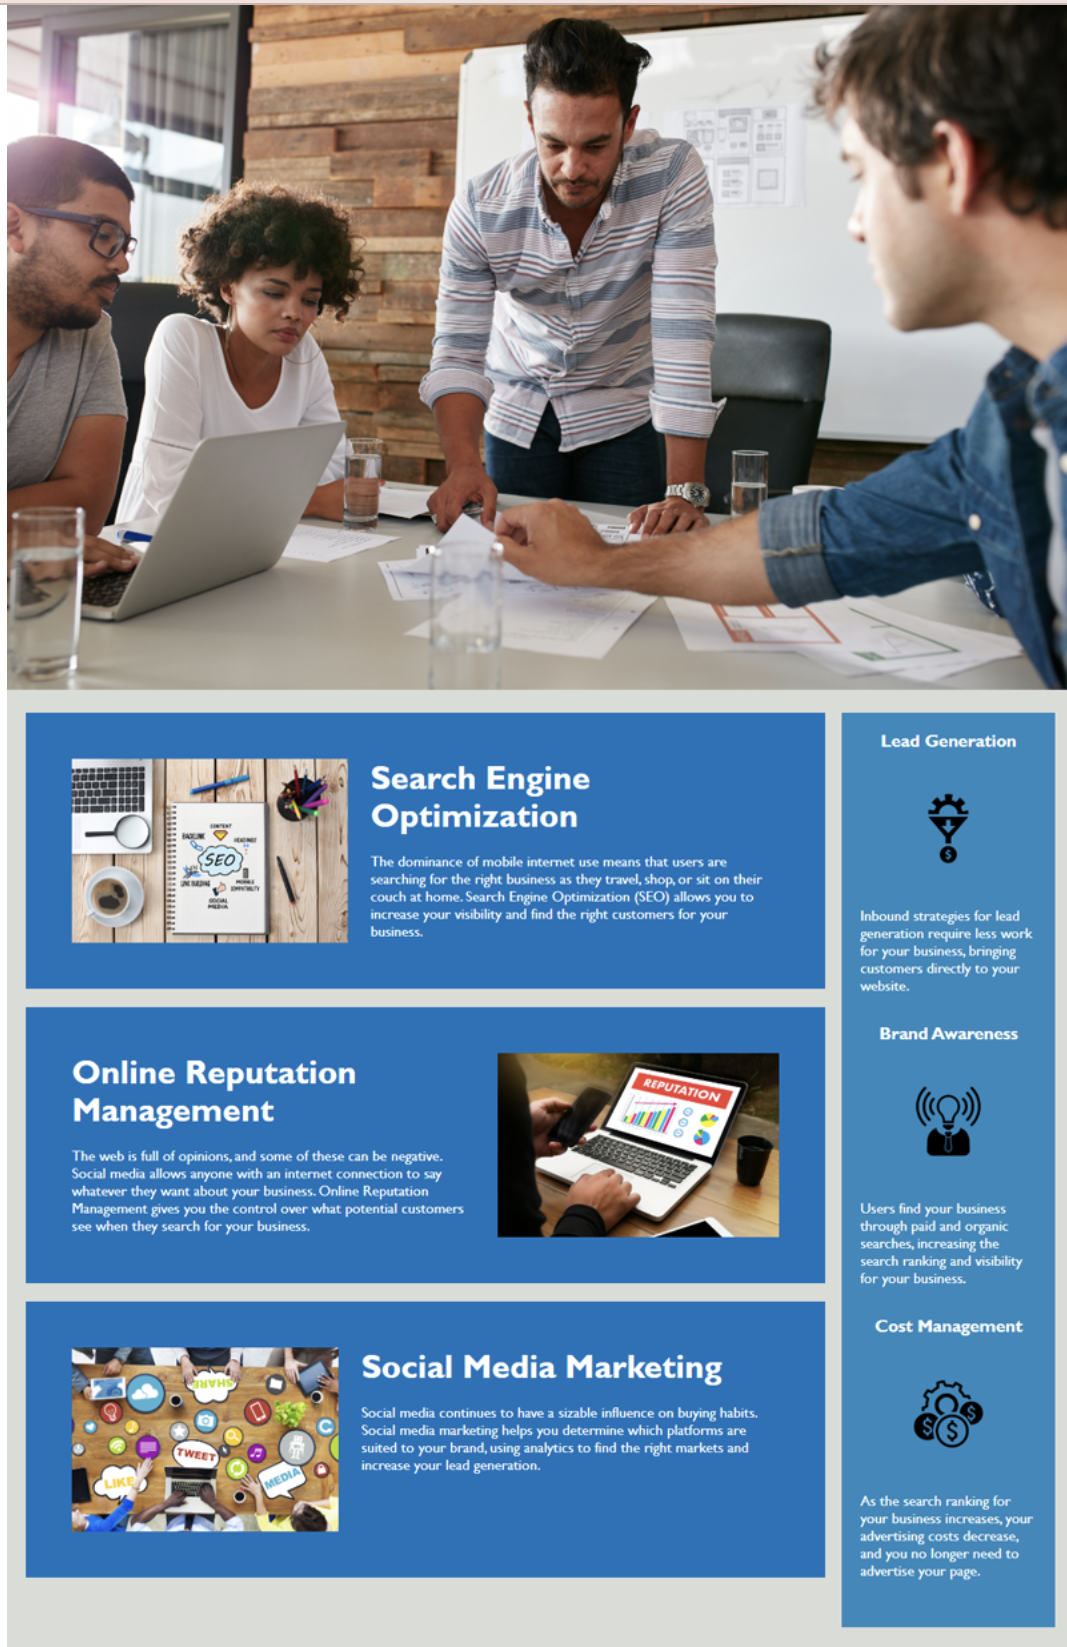 Search Engine
Optimization
The dominance of mobile internet use means that users are
searching for the right business as they travel, shop, or sit on their
couch at home. Search Engine Optimization (SEO) allows you to
increase your visibility and find the right customers for your
business.
CONTENT
BACKLINK
HEADINGS
SEO
LINK BUILDING
MOBILE
COMPATIBILITY
SOCIAL
MEDIA
Online Reputation
Management
The web is full of opinions, and some of these can be negative.
Social media allows anyone with an internet connection to say
whatever they want about your business. Online Reputation
Management gives you the control over what potential customers
see when they search for your business.
REPUTATION
Social Media Marketing
Social media continues to have a sizable influence on buying habits.
Social media marketing helps you determine which platforms are
suited to your brand, using analytics to find the right markets and
increase your lead generation.
SHARE
TWEET
LIKE
MEDIA
Lead Generation
$
Inbound strategies for lead
generation require less work
for your business, bringing
customers directly to your
website.
Brand Awareness
Users find your business
through paid and organic
searches, increasing the
search ranking and visibility
for your business.
Cost Management
$ $ $
As the search ranking for
your business increases, your
advertising costs decrease,
and you no longer need to
advertise your page.